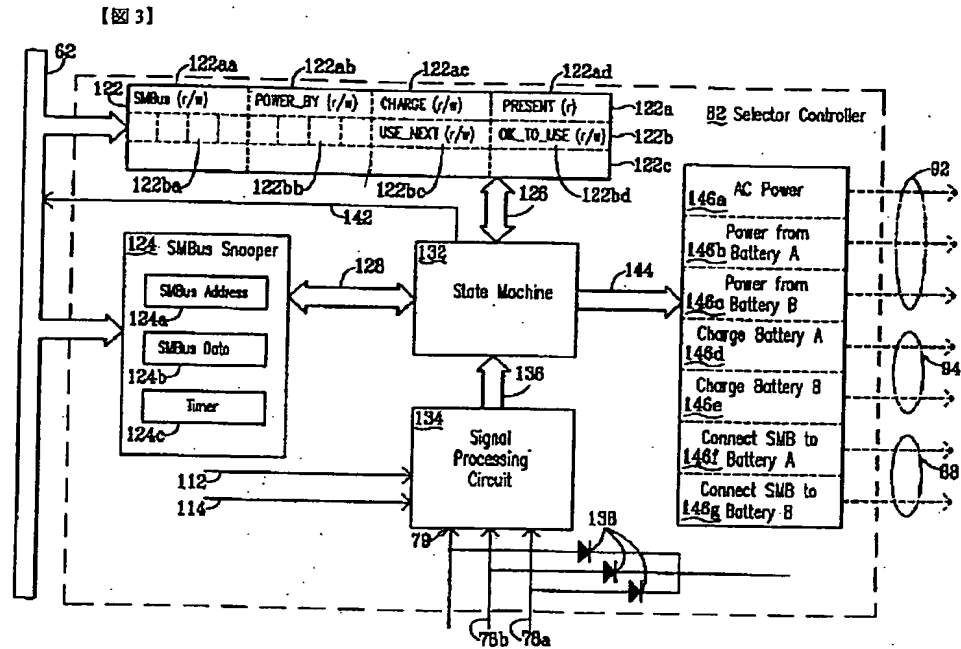 【図3】
62
122aa
122ab
122ac
122ad
122
SMBus (r/w)
POWER_BY (r/w)
CHARGE (r/w)
PRESENT (r)
122a
USE_NEXT (r/w)
OK_TO_USE (r/w)
122b
122c
122ba
122bb
122bc
122bd
82 Selector Controller
126
142
124 SMBus Snooper
SMBus Address
124a
SMBus Data
124b
Timer
124c
128
132
State Machine
144
136
134
Signal
Processing
Circuit
112
114
79
138
78b
78a
AC Power
146a
Power from
146b Battery A
Power from
146c Battery B
Charge Battery A
146d
Charge Battery B
146e
Connect SMB to
146f Battery A
Connect SMB to
146g Battery B
92
94
88